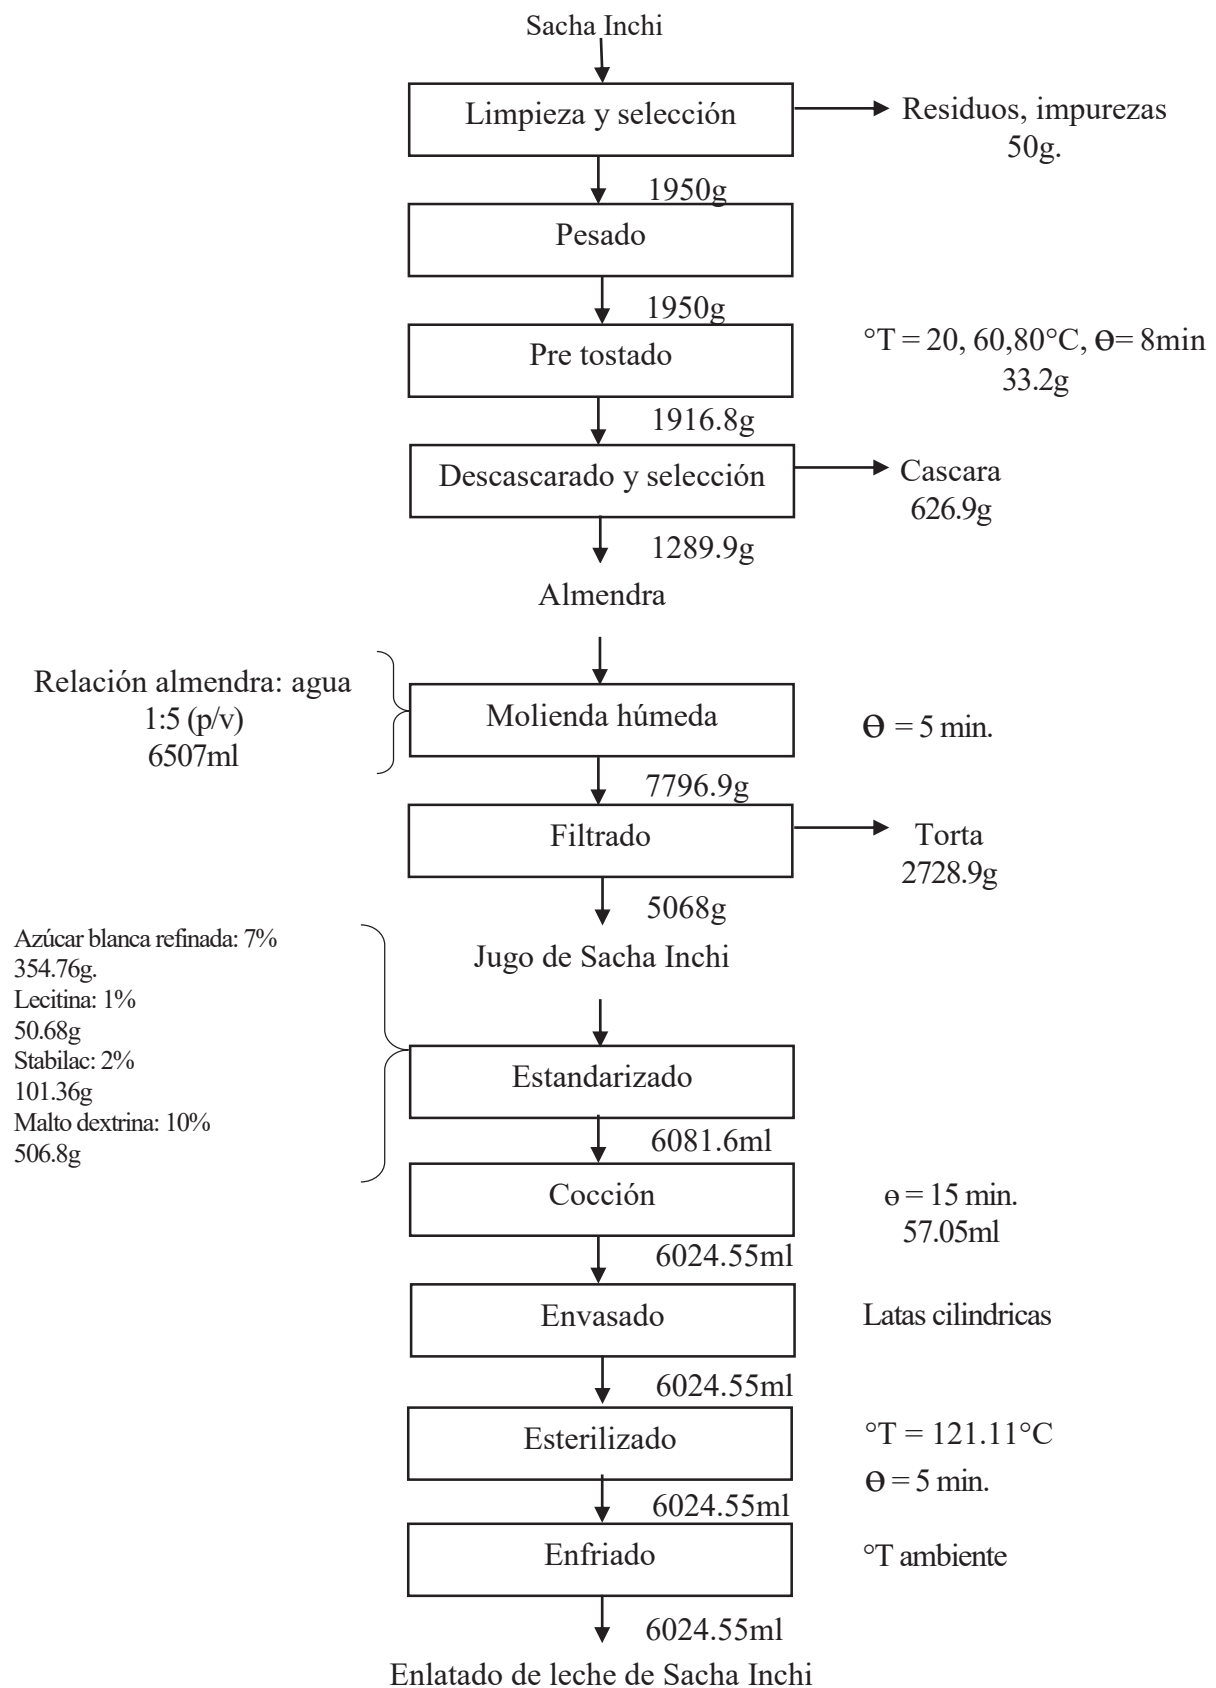 Sacha Inchi
Limpieza y selección
Residuos, impurezas
50g.
1950g
Pesado
1950g
Pre tostado
°T = 20, 60,80°C, ө= 8min
33.2g
1916.8g
Descascarado y selección
Cascara
626.9g
1289.9g
Almendra
Relación almendra: agua
1:5 (p/v)
6507ml
Molienda húmeda
ө = 5 min.
7796.9g
Filtrado
Torta
2728.9g
5068g
Jugo de Sacha Inchi
Azúcar blanca refinada: 7%
354.76g.
Lecitina: 1%
50.68g
Stabilac: 2%
101.36g
Malto dextrina: 10%
506.8g
Estandarizado
6081.6ml
Cocción
ө = 15 min.
57.05ml
6024.55ml
Envasado
Latas cilindricas
6024.55ml
Esterilizado
°T = 121.11°C
ө = 5 min.
6024.55ml
Enfriado
°T ambiente
6024.55ml
Enlatado de leche de Sacha Inchi